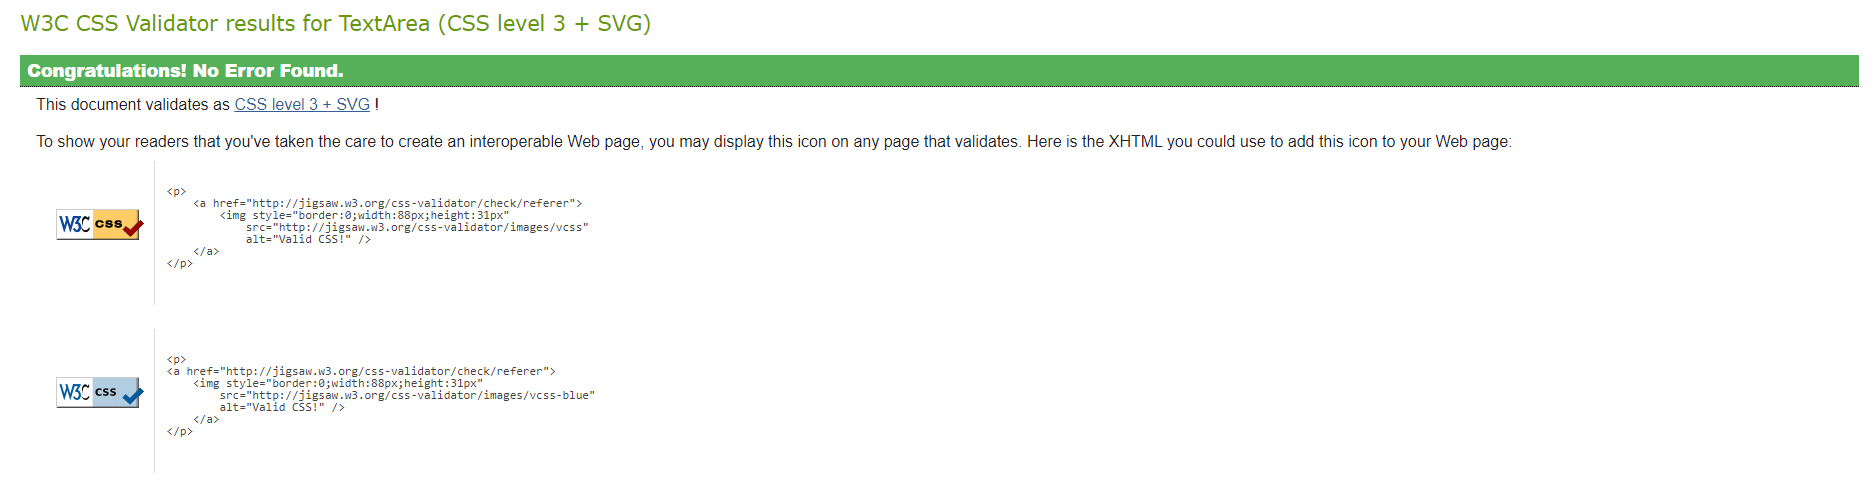 W3C CSS Validator results for TextArea (CSS level 3 + SVG)
Congratulations! No Error Found.
This document validates as CSS level 3 + SVG !
To show your readers that you've taken the care to create an interoperable Web page, you may display this icon on any page that validates. Here is the XHTML you could use to add this icon to your Web page:
<p>
<a href="http://jigsaw.w3.org/css-validator/check/referer">
<img style="border:0;width:88px;height:31px"
W3C css
src="http://jigsaw.w3.org/css-validator/images/vcss"
alt="Valid CSS!" />
</a>
</p>
<p>
<a href="http://jigsaw.w3.org/css-validator/check/referer">
<img style="border:0;width:88px;height:31px"
W3C css
src="http://jigsaw.w3.org/css-validator/images/vcss-blue"
alt="Valid CSS!" />
</a>
</p>